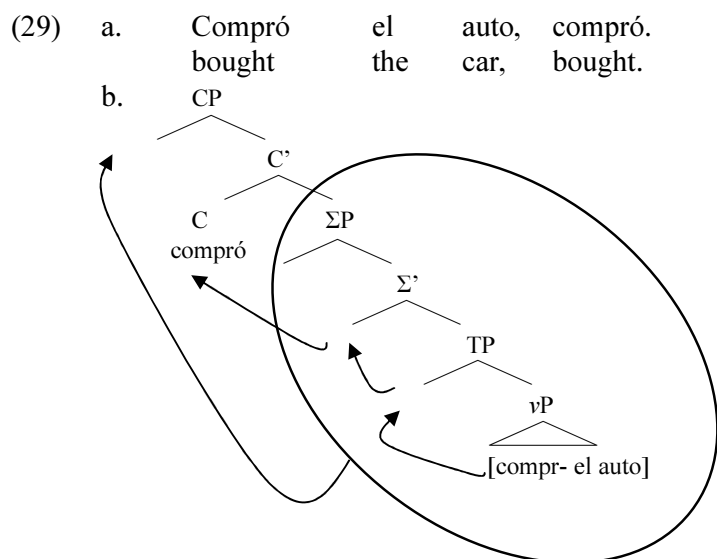 (29) a. Compró el auto, compró.
bought the car, bought.
b. CP
C’
C ΣP
compró
Σ’
TP
vP
[compr- el auto]